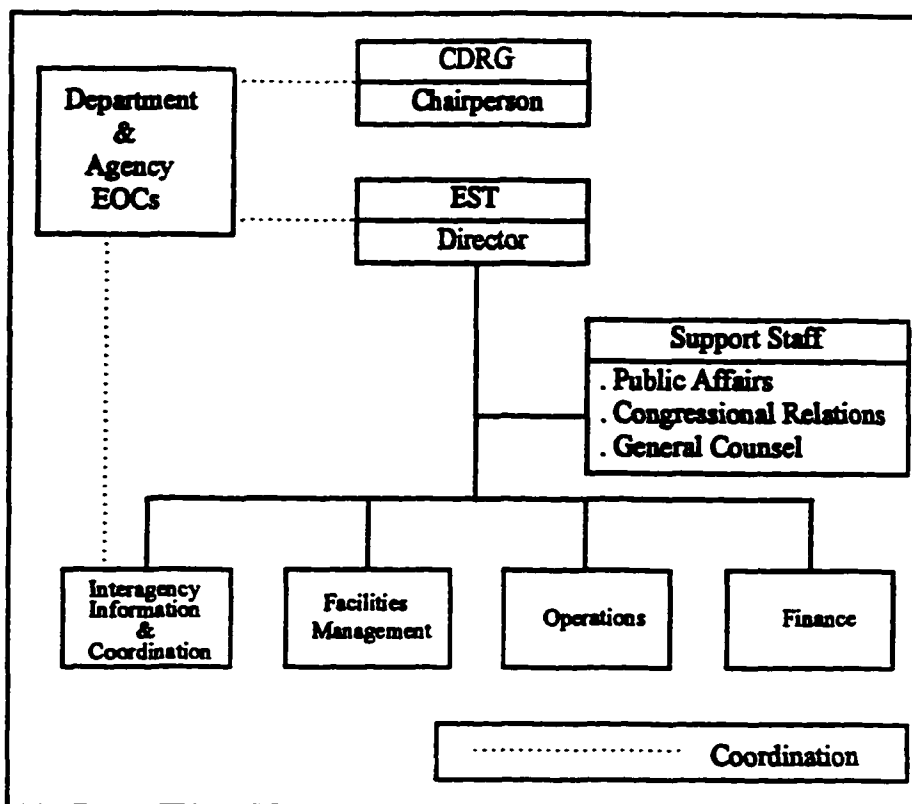 CDRG
Chairperson
Department
&
Agency
EOCs
EST
Director
Support Staff
. Public Affairs
. Congressional Relations
. General Counsel
Interagency
Information
&
Coordination
Facilities
Management
Operations
Finance
Coordination